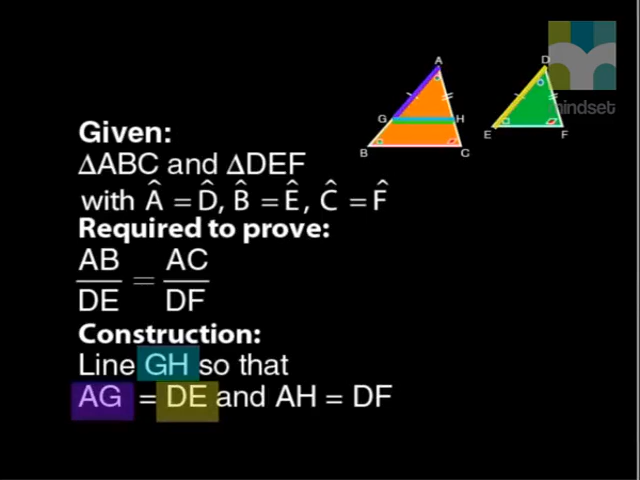 mindset
A
D
G
H
E
F
B
C
Given:
ΔABC and ΔDEF
with Â = D̂, B̂ = Ê, Ĉ = F̂
Required to prove:
AB/DE = AC/DF
Construction:
Line GH so that
AG = DE and AH = DF